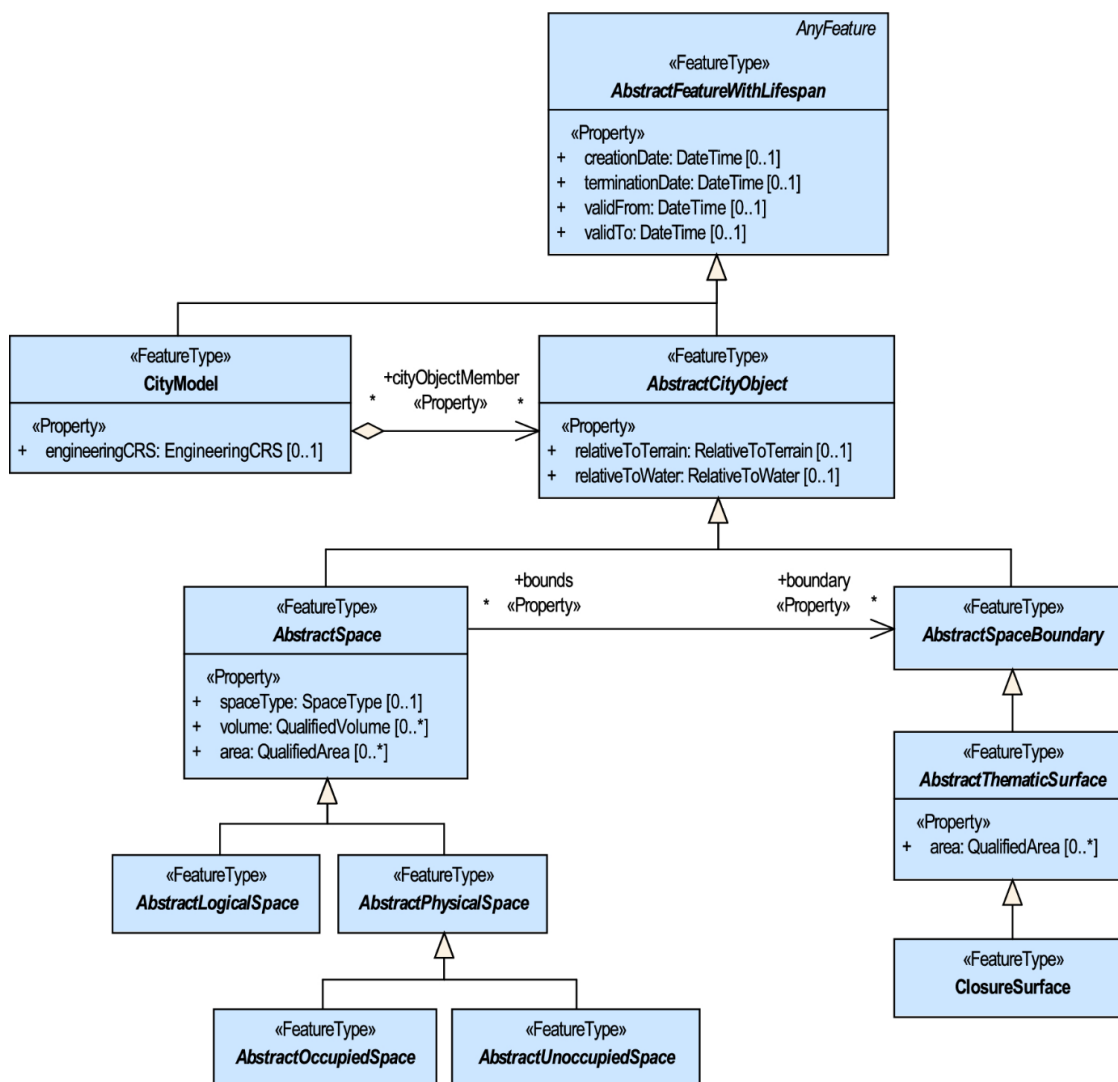 AnyFeature
«FeatureType»
AbstractFeatureWithLifespan
«Property»
+ creationDate: DateTime [0..1]
+ terminationDate: DateTime [0..1]
+ validFrom: DateTime [0..1]
+ validTo: DateTime [0..1]
«FeatureType»
CityModel
«Property»
+ engineeringCRS: EngineeringCRS [0..1]
+cityObjectMember
* «Property» *
«FeatureType»
AbstractCityObject
«Property»
+ relativeToTerrain: RelativeToTerrain [0..1]
+ relativeToWater: RelativeToWater [0..1]
«FeatureType»
AbstractSpace
«Property»
+ spaceType: SpaceType [0..1]
+ volume: QualifiedVolume [0..*]
+ area: QualifiedArea [0..*]
+bounds
* «Property»
+boundary
«Property» *
«FeatureType»
AbstractSpaceBoundary
«FeatureType»
AbstractThematicSurface
«Property»
+ area: QualifiedArea [0..*]
«FeatureType»
AbstractLogicalSpace
«FeatureType»
AbstractPhysicalSpace
«FeatureType»
ClosureSurface
«FeatureType»
AbstractOccupiedSpace
«FeatureType»
AbstractUnoccupiedSpace